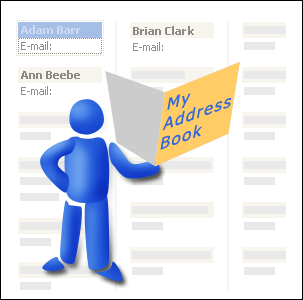 Adam Barr
E-mail:
Brian Clark
E-mail:
Ann Beebe
E-mail:
My
Address
Book